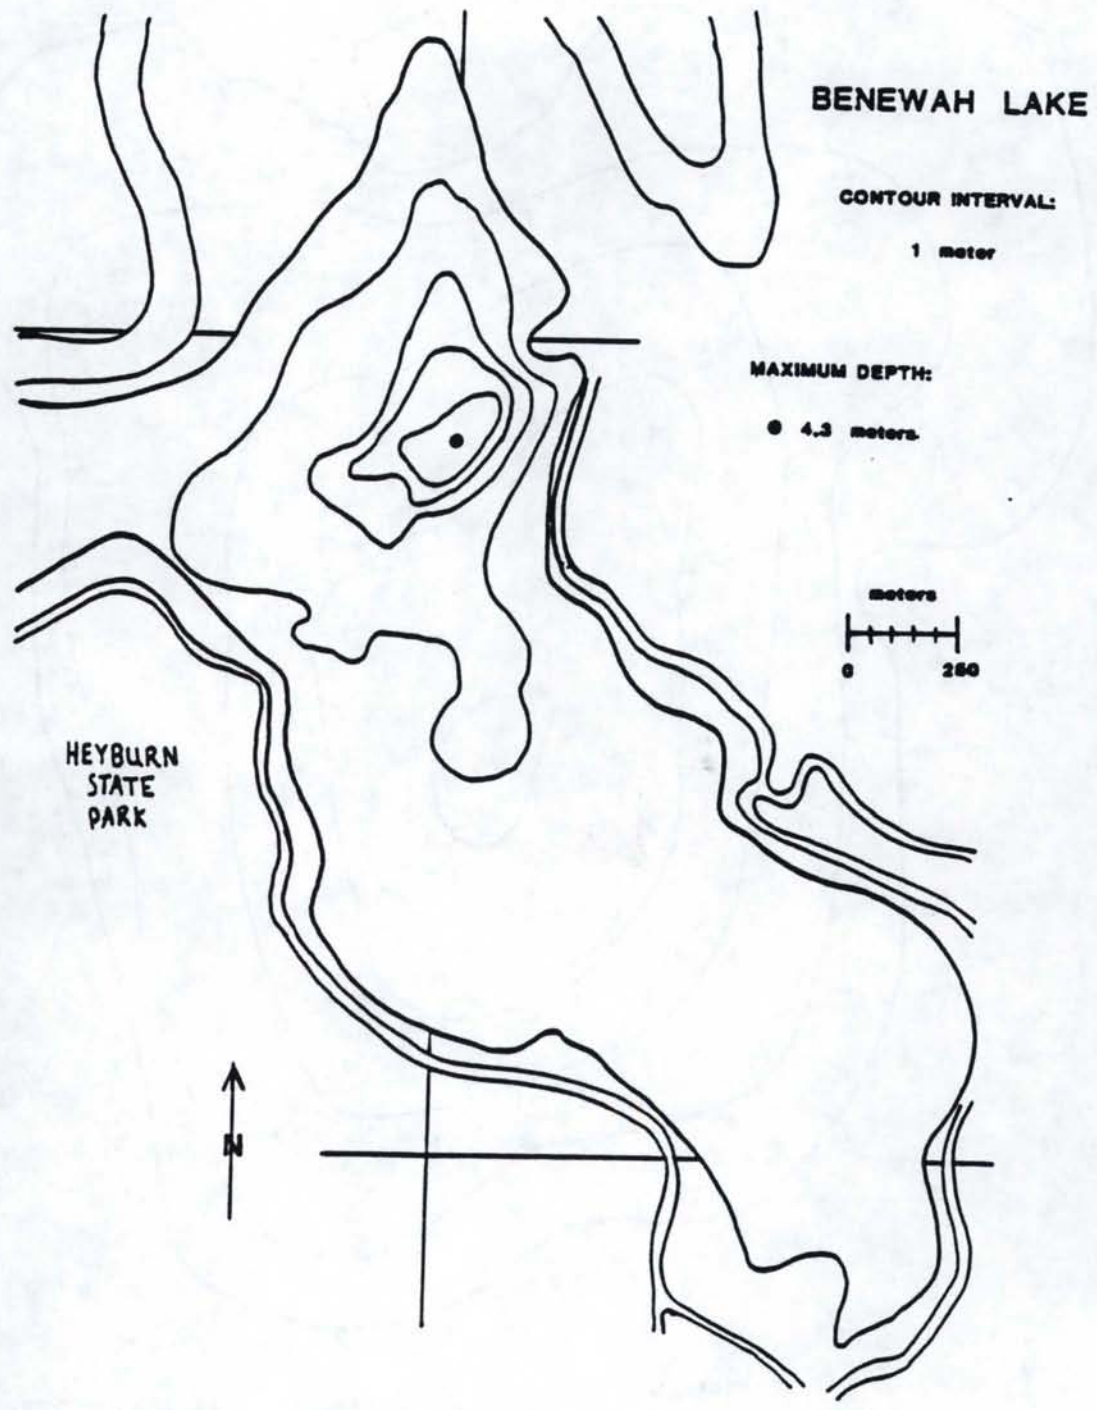 BENEWAH LAKE
CONTOUR INTERVAL:
1 meter
MAXIMUM DEPTH:
4.3 meters
meters
0 250
HEYBURN
STATE
PARK
N